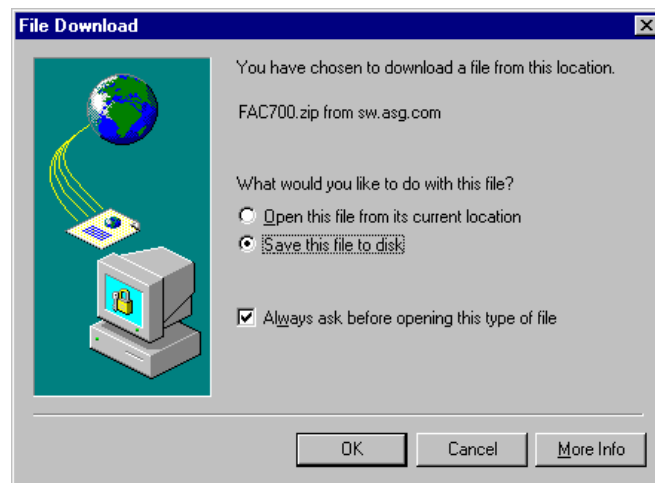 File Download
You have chosen to download a file from this location.
FAC700.zip from sw.asg.com
What would you like to do with this file?
Open this file from its current location
Save this file to disk
Always ask before opening this type of file
OK
Cancel
More Info